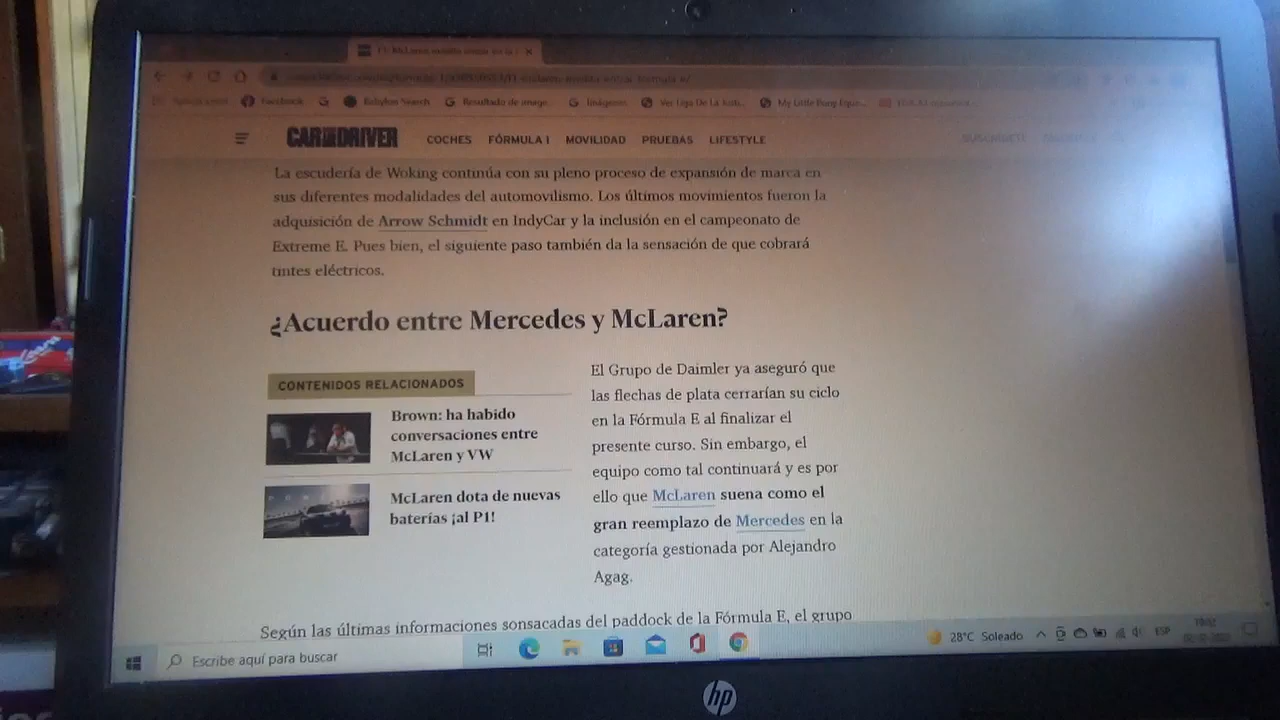 Facebook
Babylon Search
Resultado de image
Imágenes
CAR AND DRIVER
COCHES FÓRMULA 1 MOVILIDAD PRUEBAS LIFESTYLE
La escudería de Woking continúa con su pleno proceso de expansión de marca en
sus diferentes modalidades del automovilismo. Los últimos movimientos fueron la
adquisición de Arrow Schmidt en IndyCar y la inclusión en el campeonato de
Extreme E. Pues bien, el siguiente paso también da la sensación de que cobrará
tintes eléctricos.
¿Acuerdo entre Mercedes y McLaren?
CONTENIDOS RELACIONADOS
Brown: ha habido
conversaciones entre
McLaren y VW
McLaren dota de nuevas
baterías ¡al P1!
El Grupo de Daimler ya aseguró que
las flechas de plata cerrarían su ciclo
en la Fórmula E al finalizar el
presente curso. Sin embargo, el
equipo como tal continuará y es por
ello que McLaren suena como el
gran reemplazo de Mercedes en la
categoría gestionada por Alejandro
Agag.
Según las últimas informaciones sonsacadas del paddock de la Fórmula E, el grupo
Escribe aquí para buscar
28°C Soleado
ESP
hp